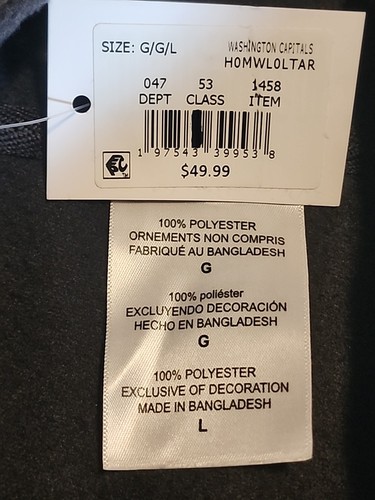 SIZE: G/G/L
WASHINGTON CAPITALS
H0MWL0LTAR
047 53 1458
DEPT CLASS ITEM
1 97543 39953 8
$49.99
100% POLYESTER
ORNEMENTS NON COMPRIS
FABRIQUÉ AU BANGLADESH
G
100% poliéster
EXCLUYENDO DECORACIÓN
HECHO EN BANGLADESH
G
100% POLYESTER
EXCLUSIVE OF DECORATION
MADE IN BANGLADESH
L